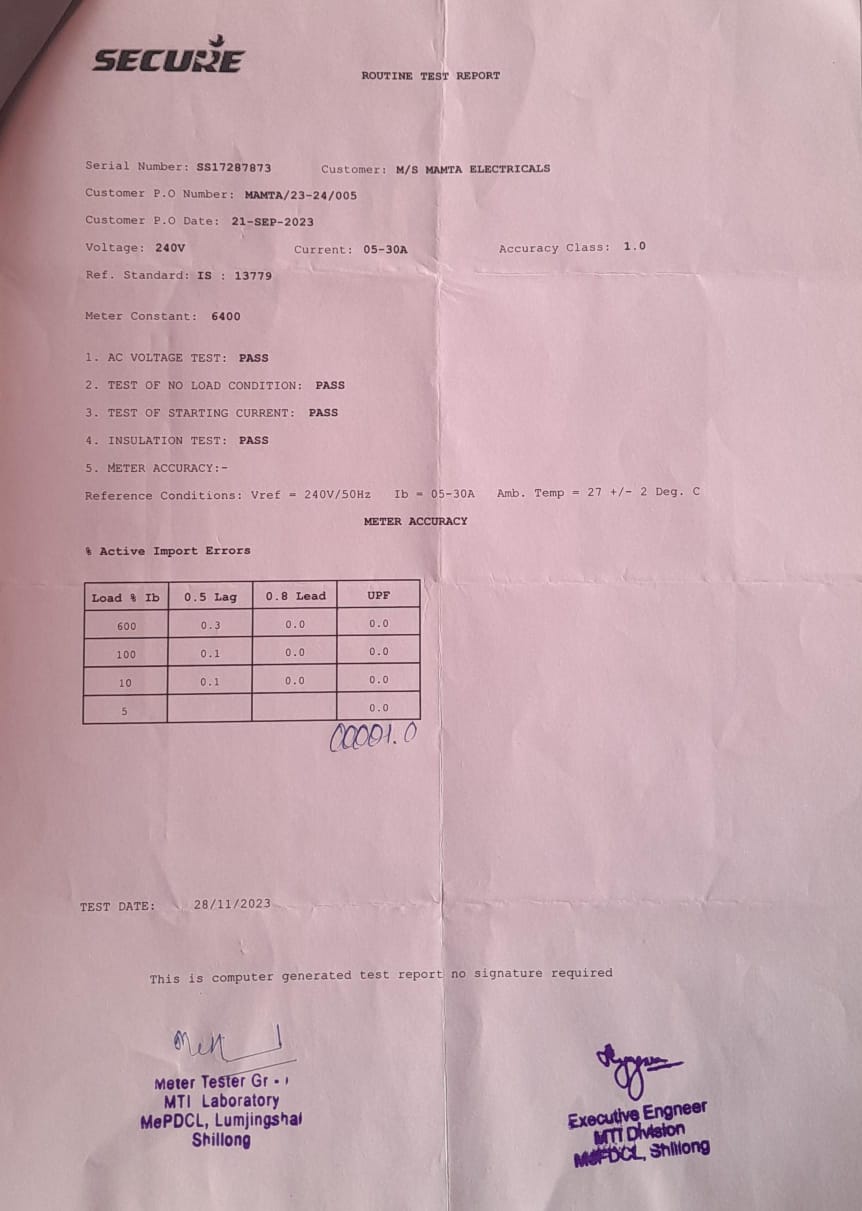 SECURE
ROUTINE TEST REPORT
Serial Number: SS17287873 Customer: M/S MAMTA ELECTRICALS
Customer P.O Number: MAMTA/23-24/005
Customer P.O Date: 21-SEP-2023
Voltage: 240V Current: 05-30A Accuracy Class: 1.0
Ref. Standard: IS : 13779
Meter Constant: 6400
1. AC VOLTAGE TEST: PASS
2. TEST OF NO LOAD CONDITION: PASS
3. TEST OF STARTING CURRENT: PASS
4. INSULATION TEST: PASS
5. METER ACCURACY:-
Reference Conditions: Vref = 240V/50Hz Ib = 05-30A Amb. Temp = 27 +/- 2 Deg. C
METER ACCURACY
% Active Import Errors
Load % Ib 0.5 Lag 0.8 Lead UPF
600 0.3 0.0 0.0
100 0.1 0.0 0.0
10 0.1 0.0 0.0
5 0.0
00001.0
TEST DATE: 28/11/2023
This is computer generated test report no signature required
Meter Tester Gr -
MTI Laboratory
MePDCL, Lumjingshai
Shillong
Executive Engneer
MTI Division
MePDCL, Shillong